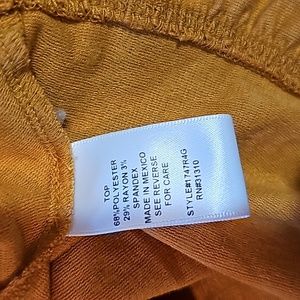 TOP
68%POLYESTER
29% RAYON 3%
SPANDEX
MADE IN MEXICO
SEE REVERSE
FOR CARE
STYLE#1747R4G
RN#31310